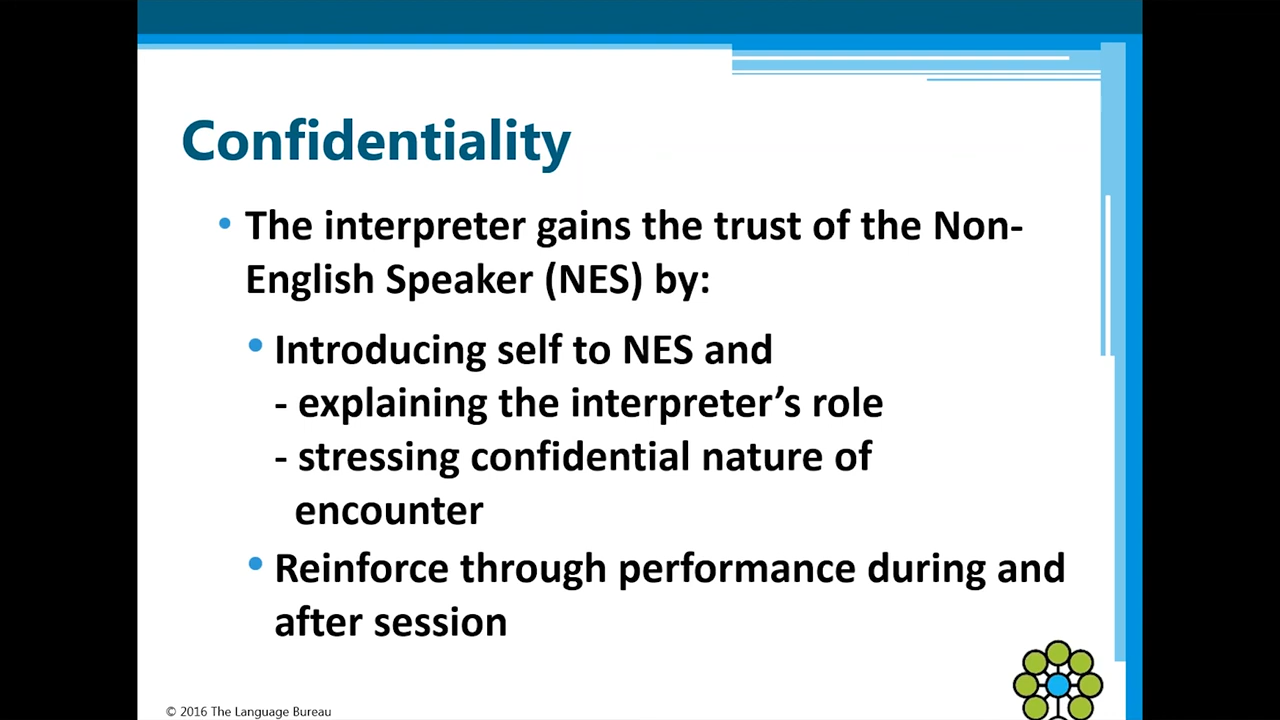 Confidentiality
• The interpreter gains the trust of the Non-
English Speaker (NES) by:
• Introducing self to NES and
- explaining the interpreter’s role
- stressing confidential nature of
encounter
• Reinforce through performance during and
after session
© 2016 The Language Bureau